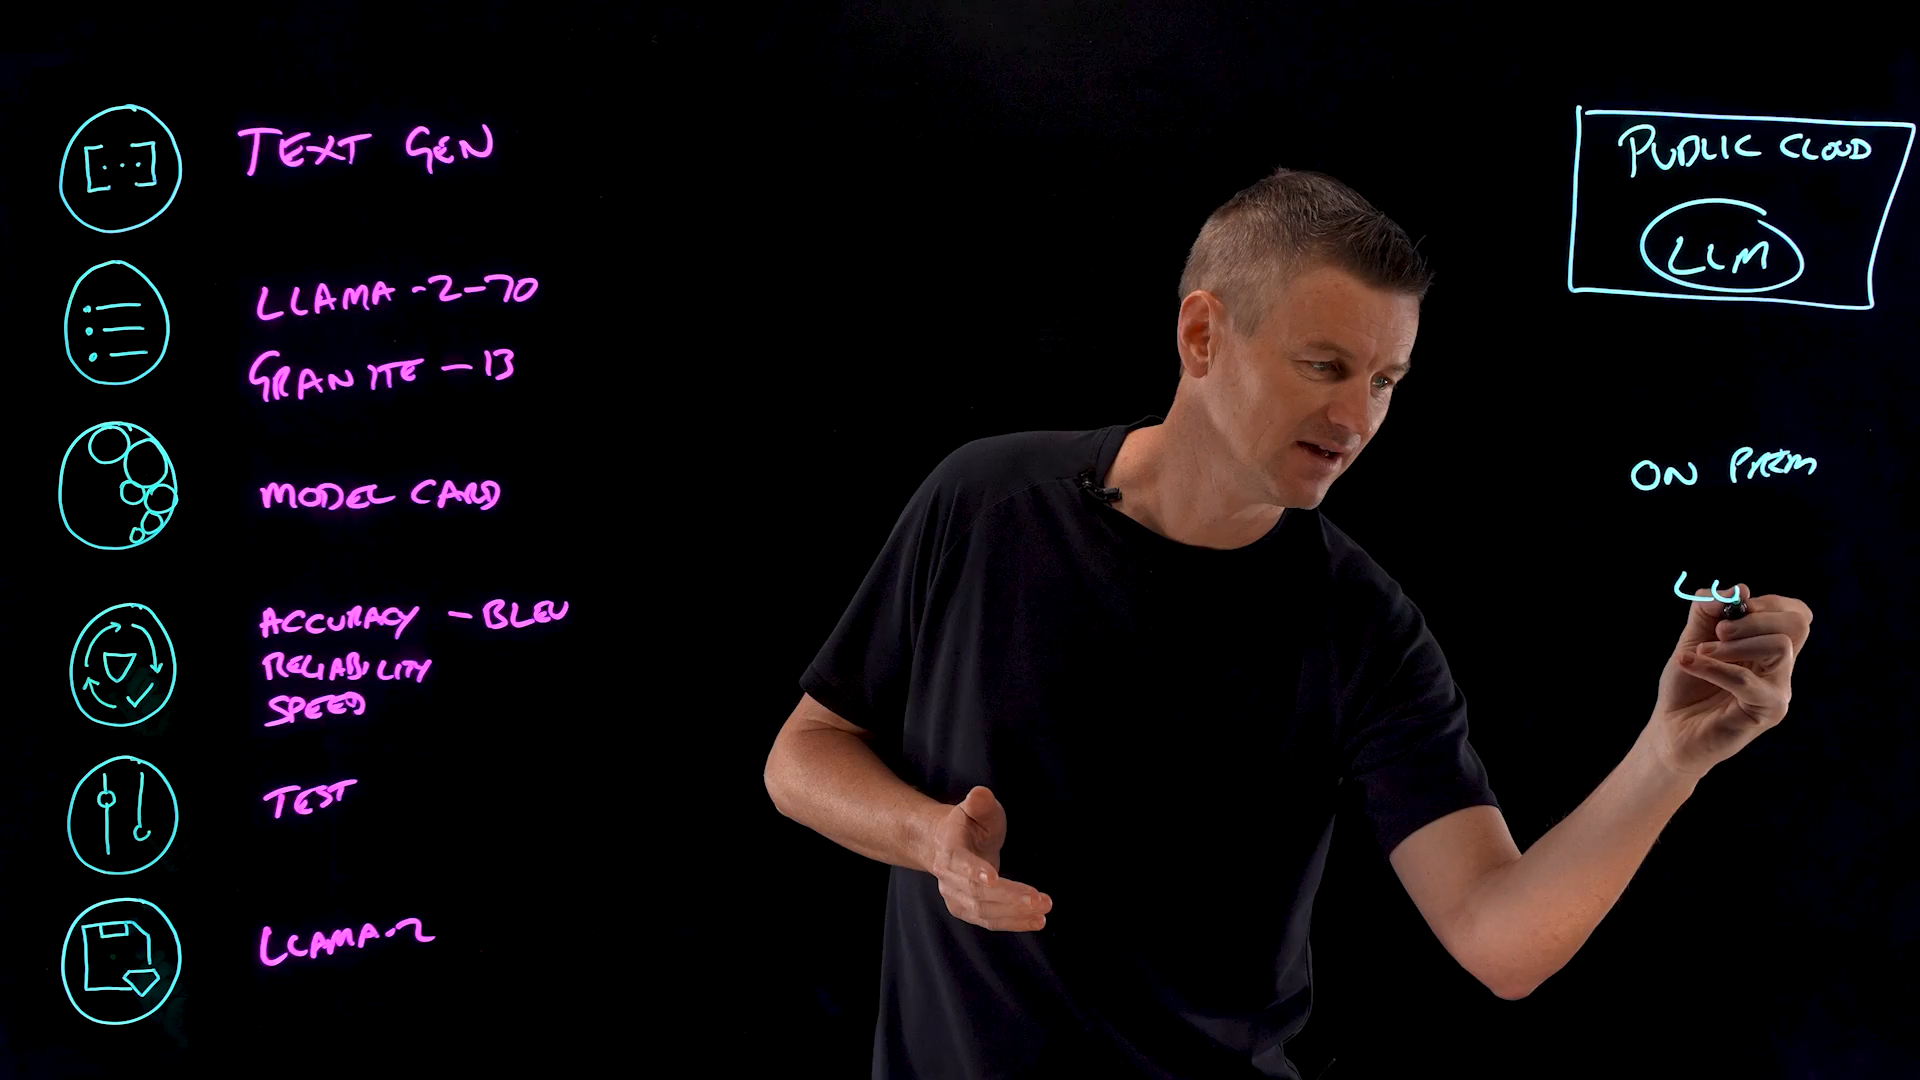 TEXT GEN
LLAMA-2-70
GRANITE-13
MODEL CARD
ACCURACY - BLEU
RELIABILITY
SPEED
TEST
LLAMA-2
PUBLIC CLOUD
LLM
ON PREM
LL